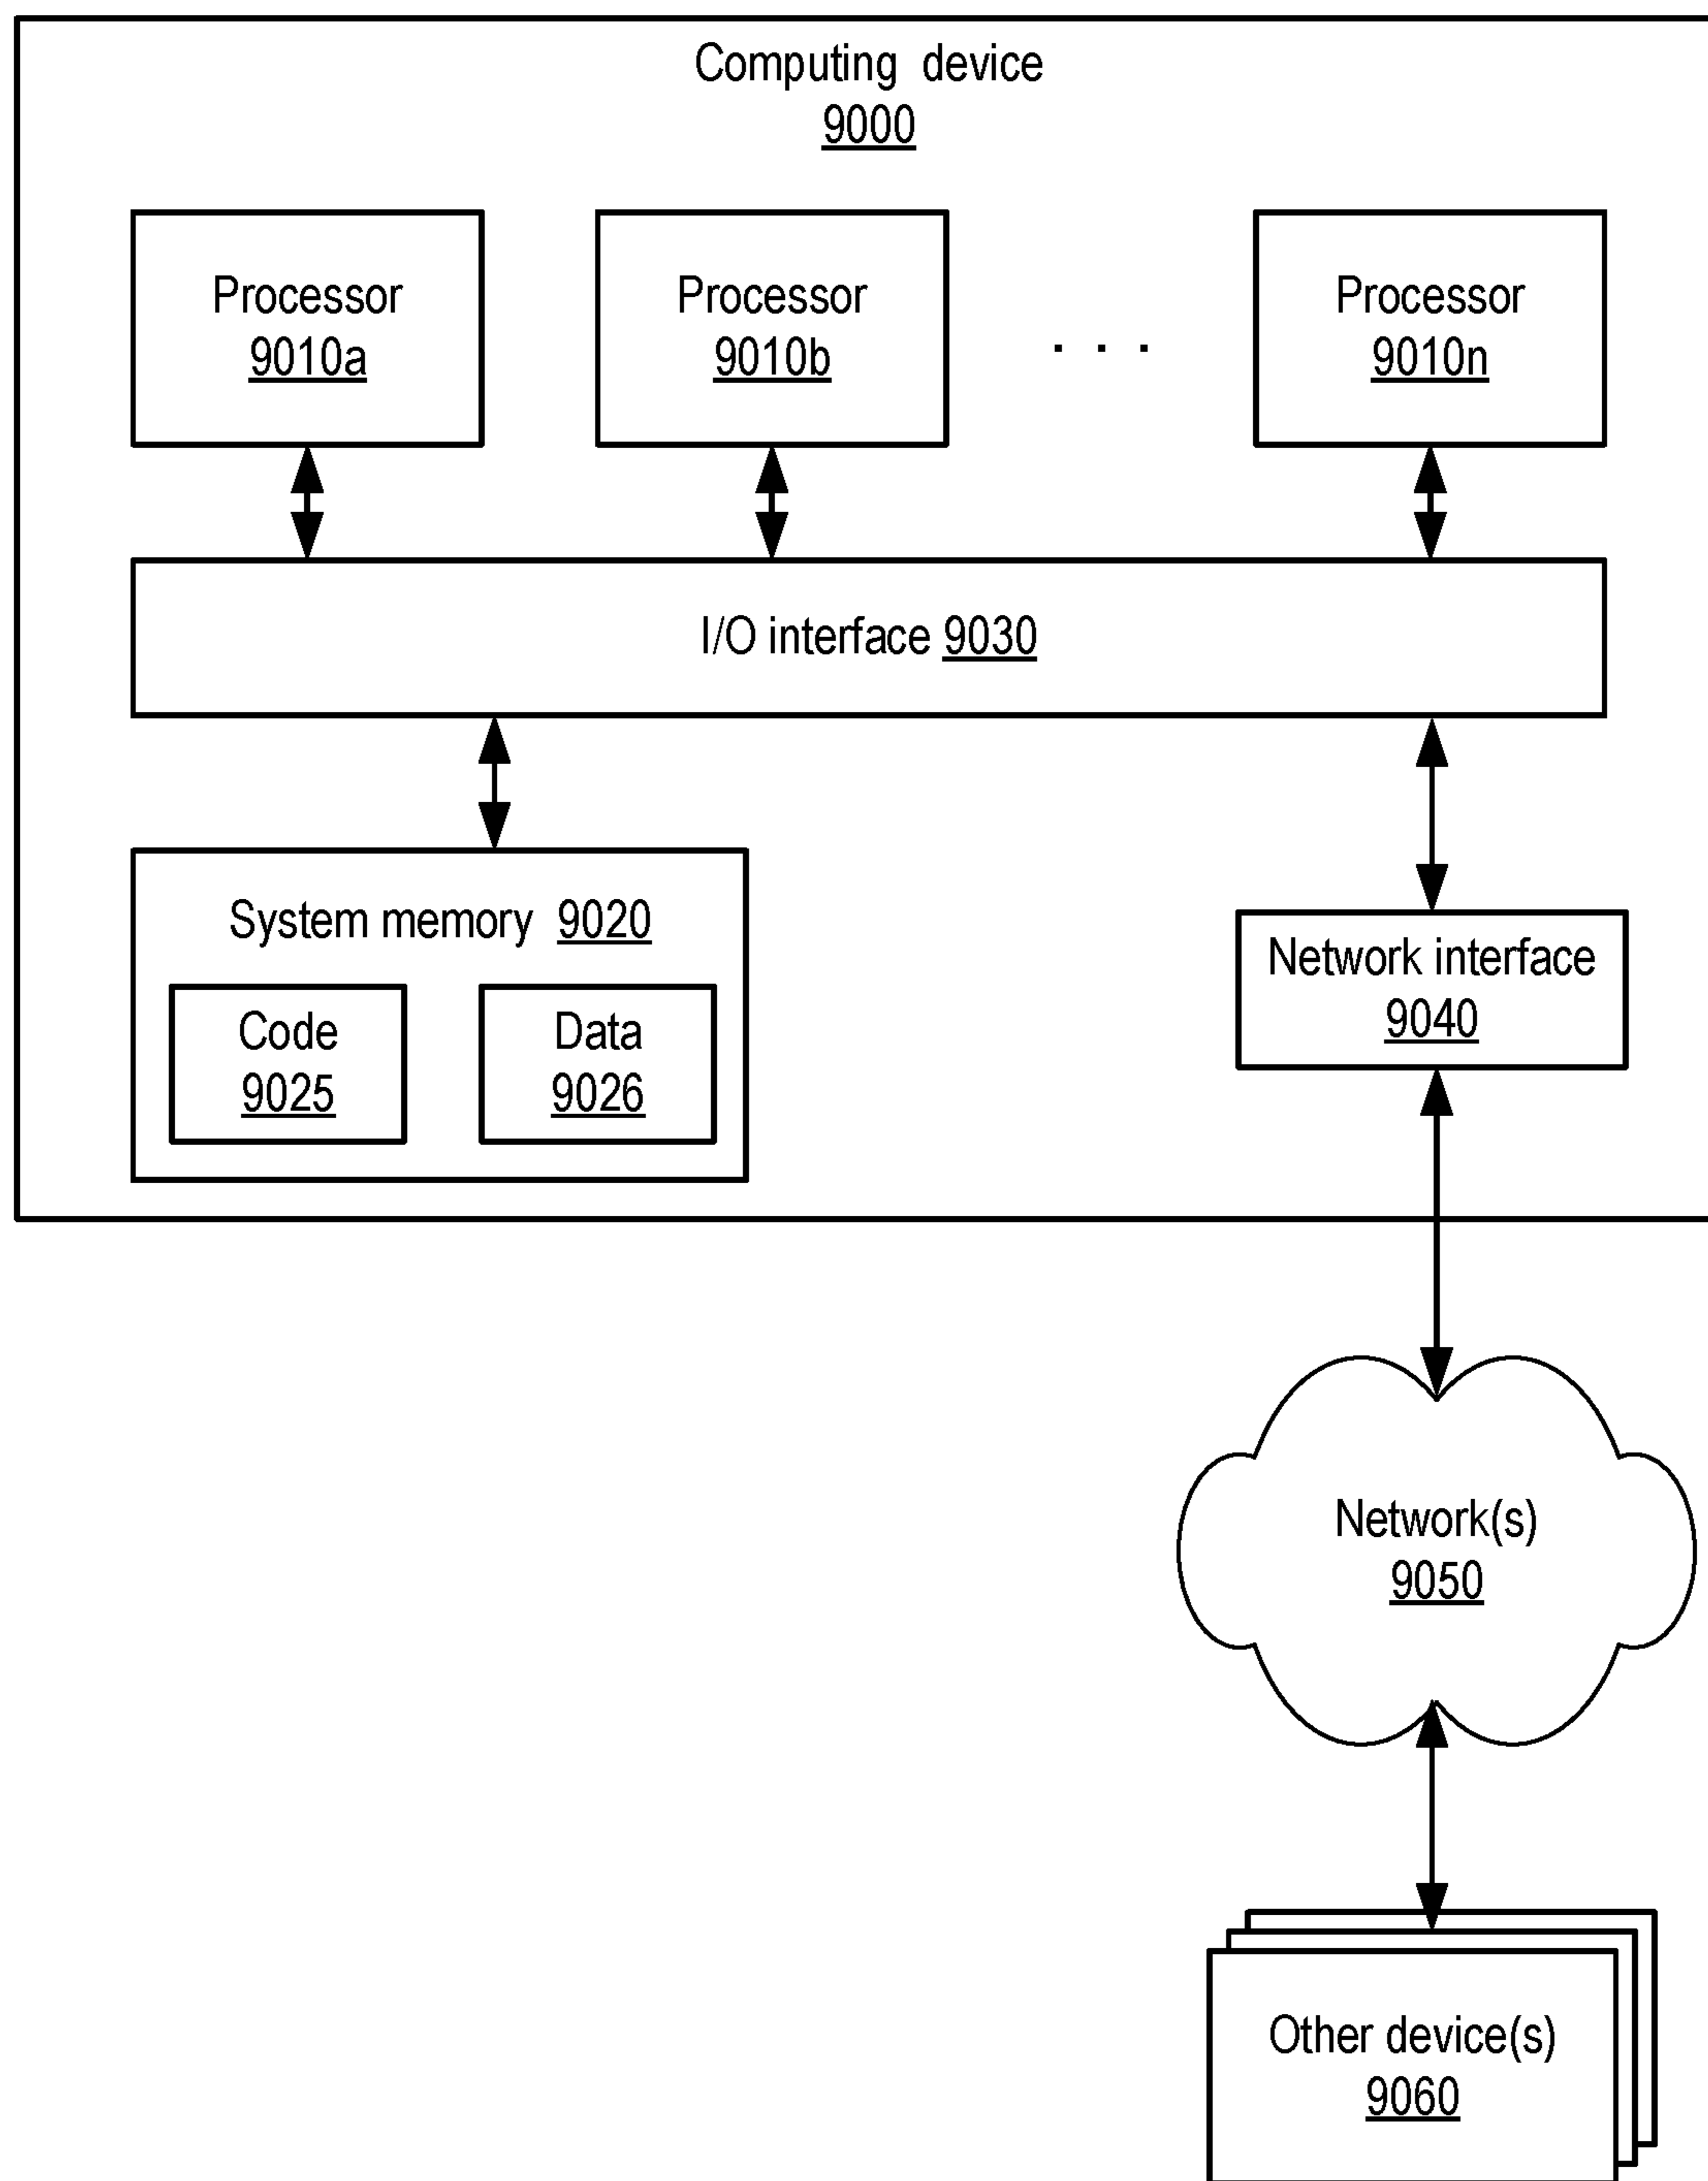 Computing device
9000
Processor
9010a
Processor
9010b
. . .
Processor
9010n
I/O interface 9030
System memory 9020
Code
9025
Data
9026
Network interface
9040
Network(s)
9050
Other device(s)
9060